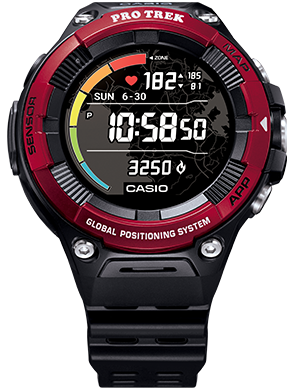 CASIO
PRO TREK
SENSOR
MAP
ZONE
182 185
81
SUN 6-30
P
10:58 50
3250
CASIO
APP
GLOBAL POSITIONING SYSTEM